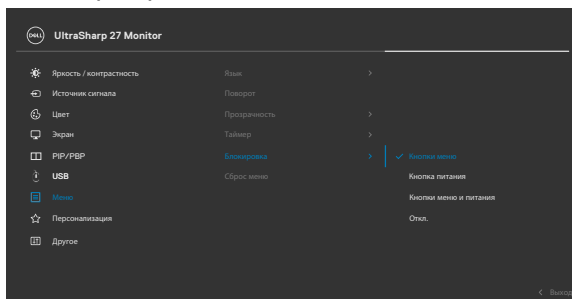 DELL
UltraSharp 27 Monitor
Яркость / контрастность
Язык
Источник сигнала
Поворот
Цвет
Прозрачность
Экран
Таймер
PIP/PBP
Блокировка
Кнопки меню
USB
Сброс меню
Кнопка питания
Меню
Кнопки меню и питания
Персонализация
Откл.
Другое
Выход